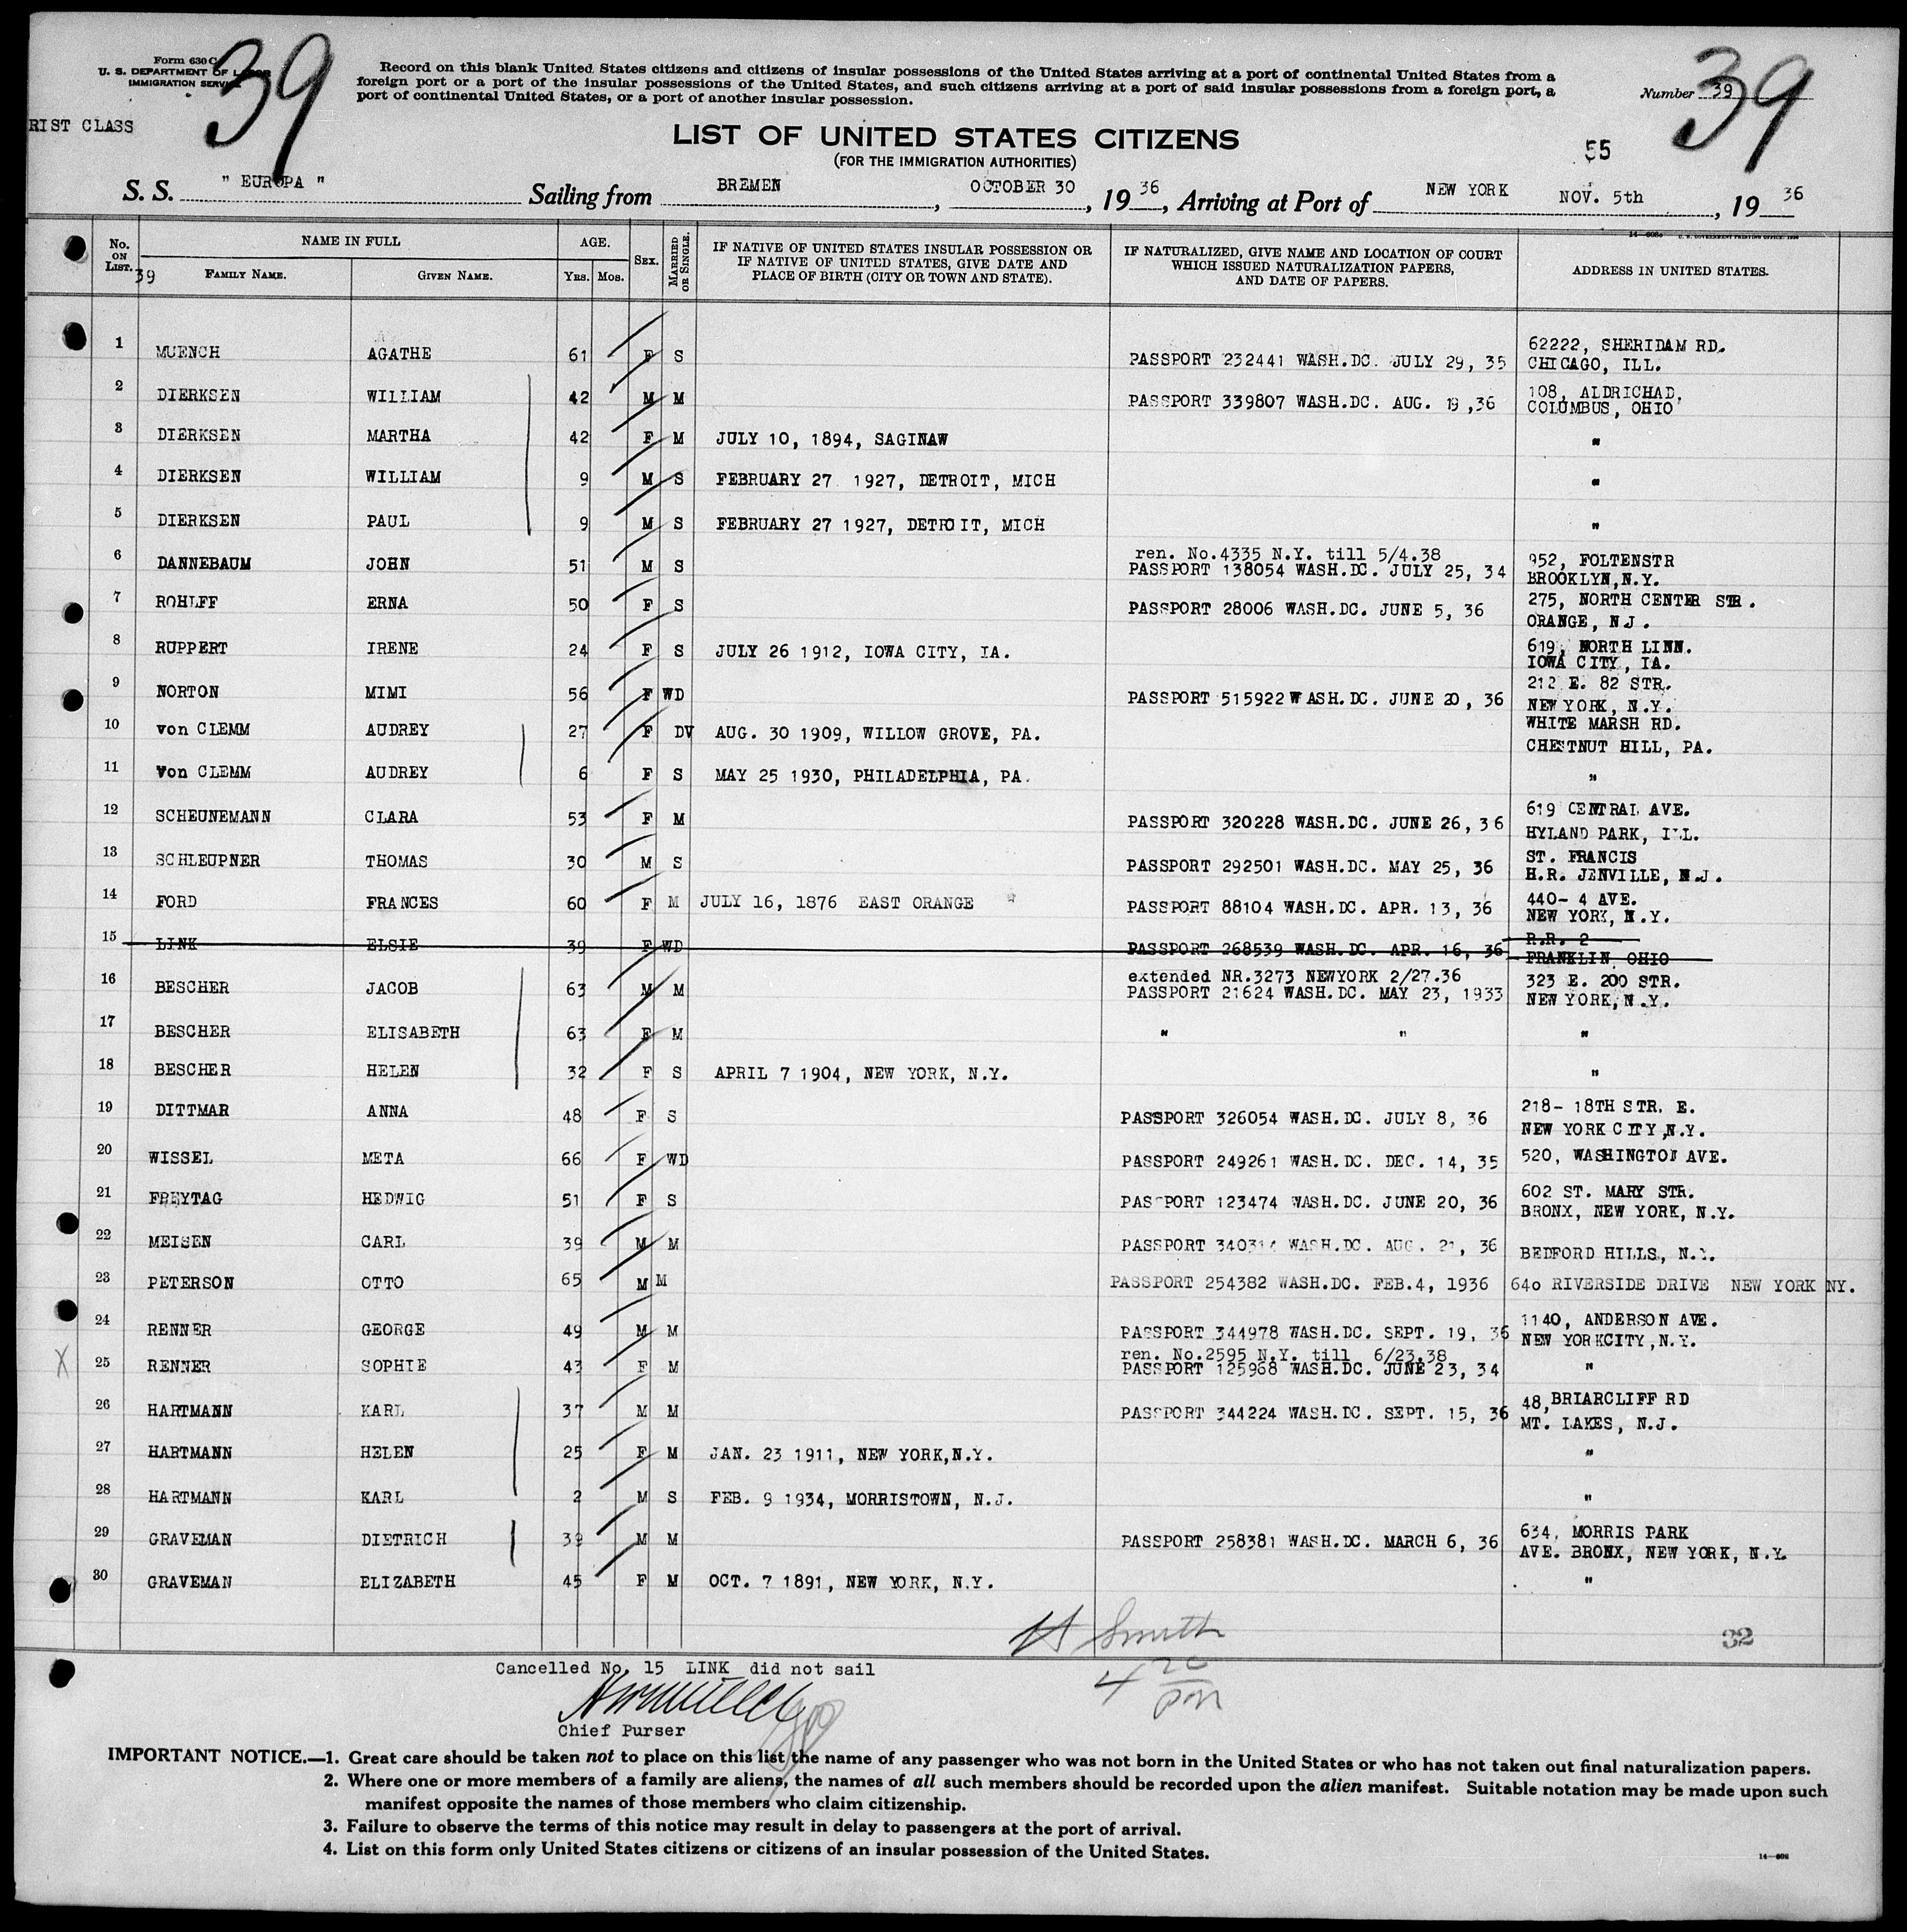 39
39
Form 630 C
U. S. DEPARTMENT OF LABOR
IMMIGRATION SERVICE
Record on this blank United States citizens and citizens of insular possessions of the United States arriving at a port of continental United States from a
foreign port or a port of the insular possessions of the United States, and such citizens arriving at a port of said insular possessions from a foreign port, a
port of continental United States, or a port of another insular possession.
Number 39
RIST CLASS
LIST OF UNITED STATES CITIZENS
(FOR THE IMMIGRATION AUTHORITIES)
55
S. S. " EUROPA " Sailing from BREMEN, OCTOBER 30, 1936, Arriving at Port of NEW YORK NOV. 5th, 1936
No. ON LIST. NAME IN FULL AGE. SEX. MARRIED OR SINGLE. IF NATIVE OF UNITED STATES INSULAR POSSESSION OR IF NATIVE OF UNITED STATES, GIVE DATE AND PLACE OF BIRTH (CITY OR TOWN AND STATE). IF NATURALIZED, GIVE NAME AND LOCATION OF COURT WHICH ISSUED NATURALIZATION PAPERS, AND DATE OF PAPERS. ADDRESS IN UNITED STATES.
39 FAMILY NAME. GIVEN NAME. YRS. MOS.
1 MUENCH AGATHE 61 F S PASSPORT 232441 WASH.DC. JULY 29, 35 62222, SHERIDAM RD. CHICAGO, ILL.
2 DIERKSEN WILLIAM 42 M M PASSPORT 339807 WASH.DC. AUG. 19,36 108, ALDRICHAD, COLUMBUS, OHIO
3 DIERKSEN MARTHA 42 F M JULY 10, 1894, SAGINAW "
4 DIERKSEN WILLIAM 9 M S FEBRUARY 27 1927, DETROIT, MICH "
5 DIERKSEN PAUL 9 M S FEBRUARY 27 1927, DETROIT, MICH "
6 DANNEBAUM JOHN 51 M S ren. No.4335 N.Y. till 5/4.38 PASSPORT 138054 WASH.DC. JULY 25, 34 952, FOLTENSTR BROOKLYN,N.Y.
7 ROHLFF ERNA 50 F S PASSPORT 28006 WASH.DC. JUNE 5, 36 275, NORTH CENTER STR. ORANGE, N.J.
8 RUPPERT IRENE 24 F S JULY 26 1912, IOWA CITY, IA. 619, NORTH LINN. IOWA CITY, IA.
9 NORTON MIMI 56 F WD PASSPORT 515922 WASH.DC. JUNE 20, 36 212 E. 82 STR. NEW YORK, N.Y.
10 von CLEMM AUDREY 27 F DV AUG. 30 1909, WILLOW GROVE, PA. WHITE MARSH RD. CHESTNUT HILL, PA.
11 von CLEMM AUDREY 6 F S MAY 25 1930, PHILADELPHIA, PA. "
12 SCHEUNEMANN CLARA 53 F M PASSPORT 320228 WASH.DC. JUNE 26, 36 619 CENTRAL AVE. HYLAND PARK, ILL.
13 SCHLEUPNER THOMAS 30 M S PASSPORT 292501 WASH.DC. MAY 25, 36 ST. FRANCIS H.R. JENVILLE, N.J.
14 FORD FRANCES 60 F M JULY 16, 1876 EAST ORANGE PASSPORT 88104 WASH.DC. APR. 13, 36 440- 4 AVE. NEW YORK, N.Y.
15 LINK ELSIE 39 F WD PASSPORT 268539 WASH.DC. APR. 16, 36 R.R. 2 FRANKLIN OHIO
16 BESCHER JACOB 63 M M extended NR.3273 NEWYORK 2/27.36 PASSPORT 21624 WASH.DC. MAY 23, 1933 323 E. 200 STR. NEW YORK,N.Y.
17 BESCHER ELISABETH 63 F M " " "
18 BESCHER HELEN 32 F S APRIL 7 1904, NEW YORK, N.Y. "
19 DITTMAR ANNA 48 F S PASSPORT 326054 WASH.DC. JULY 8, 36 218- 18TH STR. E. NEW YORK CITY,N.Y.
20 WISSEL META 66 F WD PASSPORT 249261 WASH.DC. DEC. 14, 35 520, WASHINGTON AVE.
21 FREYTAG HEDWIG 51 F S PASSPORT 123474 WASH.DC. JUNE 20, 36 602 ST. MARY STR. BRONX, NEW YORK, N.Y.
22 MEISEN CARL 39 M M PASSPORT 340314 WASH.DC. AUG. 21, 36 BEDFORD HILLS, N.Y.
23 PETERSON OTTO 65 M M PASSPORT 254382 WASH.DC. FEB.4, 1936 64o RIVERSIDE DRIVE NEW YORK NY.
24 RENNER GEORGE 49 M M PASSPORT 344978 WASH.DC. SEPT. 19, 36 1140, ANDERSON AVE. NEW YORKCITY,N.Y.
X 25 RENNER SOPHIE 43 F M ren. No.2595 N.Y. till 6/23.38 PASSPORT 125968 WASH.DC. JUNE 23, 34 "
26 HARTMANN KARL 37 M M PASSPORT 344224 WASH.DC. SEPT. 15, 36 48, BRIARCLIFF RD MT. LAKES, N.J.
27 HARTMANN HELEN 25 F M JAN. 23 1911, NEW YORK,N.Y. "
28 HARTMANN KARL 2 M S FEB. 9 1934, MORRISTOWN, N.J. "
29 GRAVEMAN DIETRICH M M PASSPORT 258381 WASH.DC. MARCH 6, 36 634, MORRIS PARK AVE. BRONX, NEW YORK, N.Y.
30 GRAVEMAN ELIZABETH 45 F M OCT. 7 1891, NEW YORK, N.Y. "
Smith
32
Cancelled No. 15 LINK did not sail
Chief Purser
IMPORTANT NOTICE.—1. Great care should be taken not to place on this list the name of any passenger who was not born in the United States or who has not taken out final naturalization papers.
2. Where one or more members of a family are aliens, the names of all such members should be recorded upon the alien manifest. Suitable notation may be made upon such
manifest opposite the names of those members who claim citizenship.
3. Failure to observe the terms of this notice may result in delay to passengers at the port of arrival.
4. List on this form only United States citizens or citizens of an insular possession of the United States.